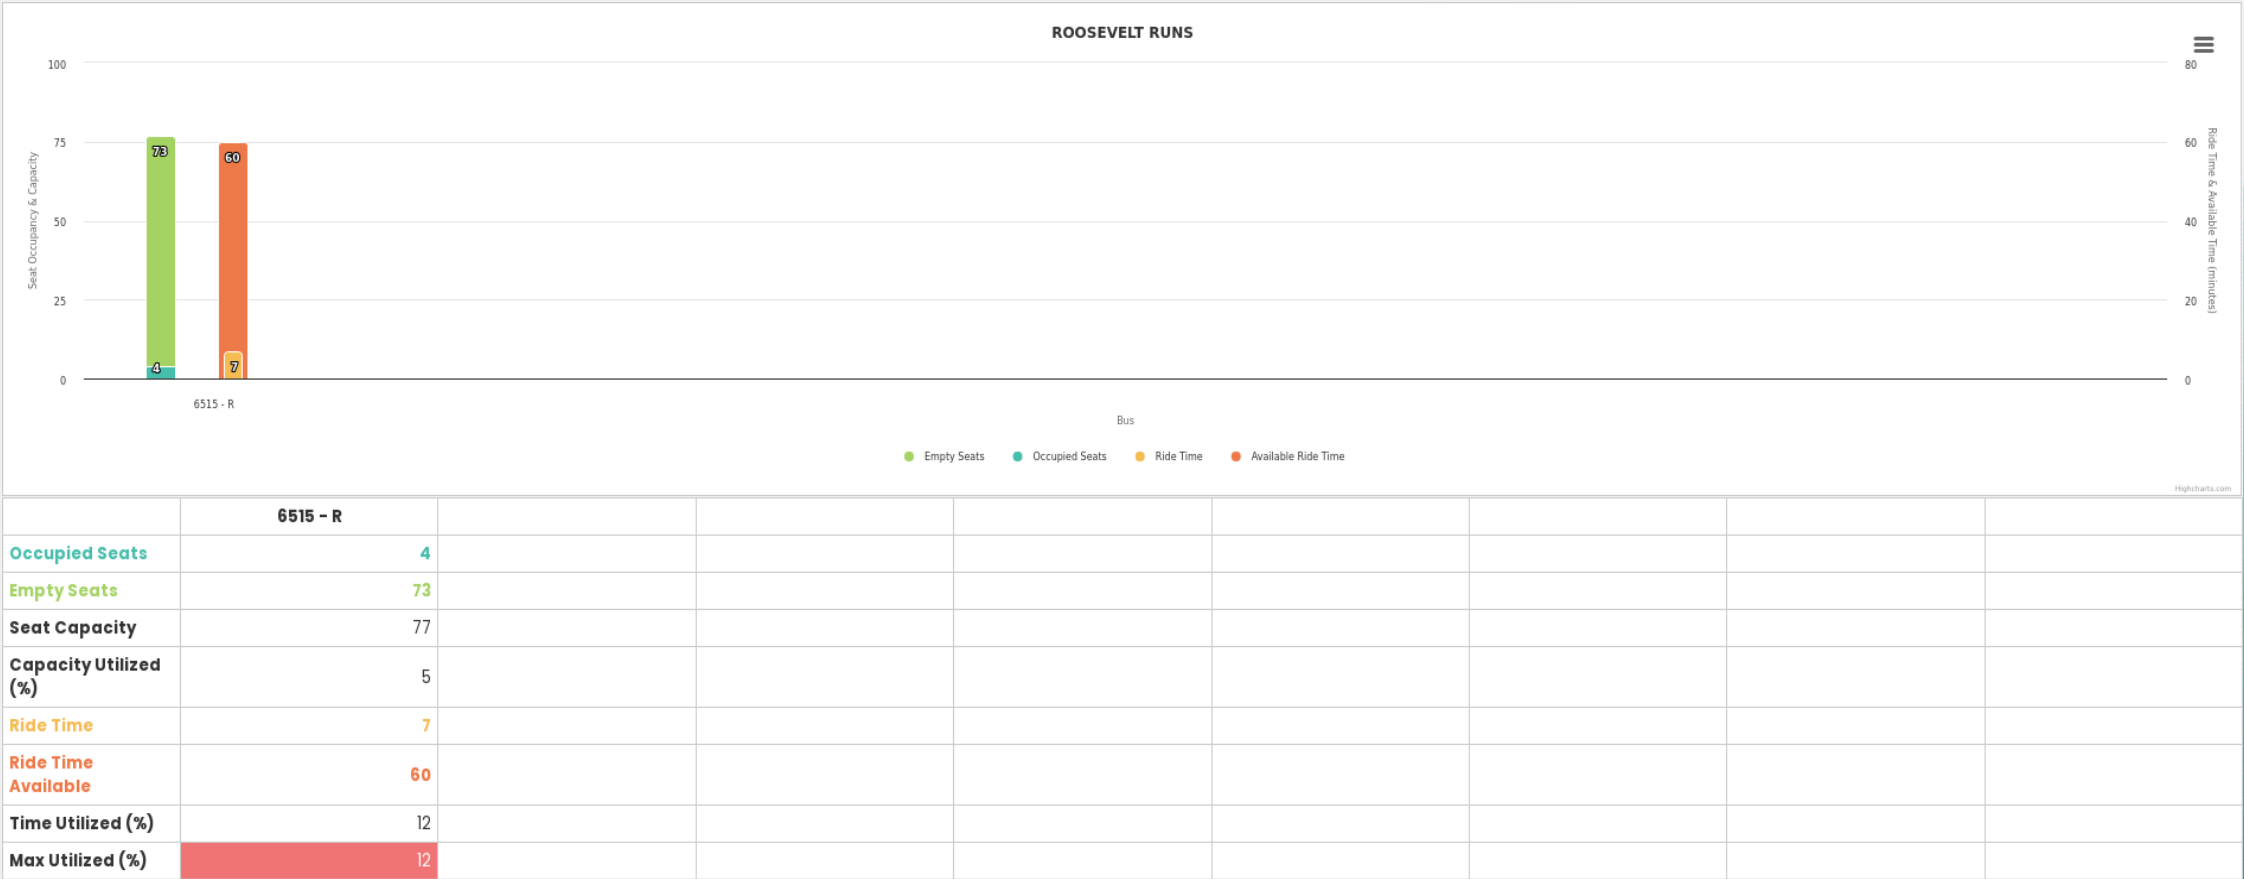 ROOSEVELT RUNS
100
80
75
60
50
40
25
20
0
0
Seat Occupancy & Capacity
Ride Time & Available Time (minutes)
73
60
4
7
6515 - R
Bus
Empty Seats Occupied Seats Ride Time Available Ride Time
Highcharts.com
6515 - R
Occupied Seats 4
Empty Seats 73
Seat Capacity 77
Capacity Utilized
(%) 5
Ride Time 7
Ride Time
Available 60
Time Utilized (%) 12
Max Utilized (%) 12